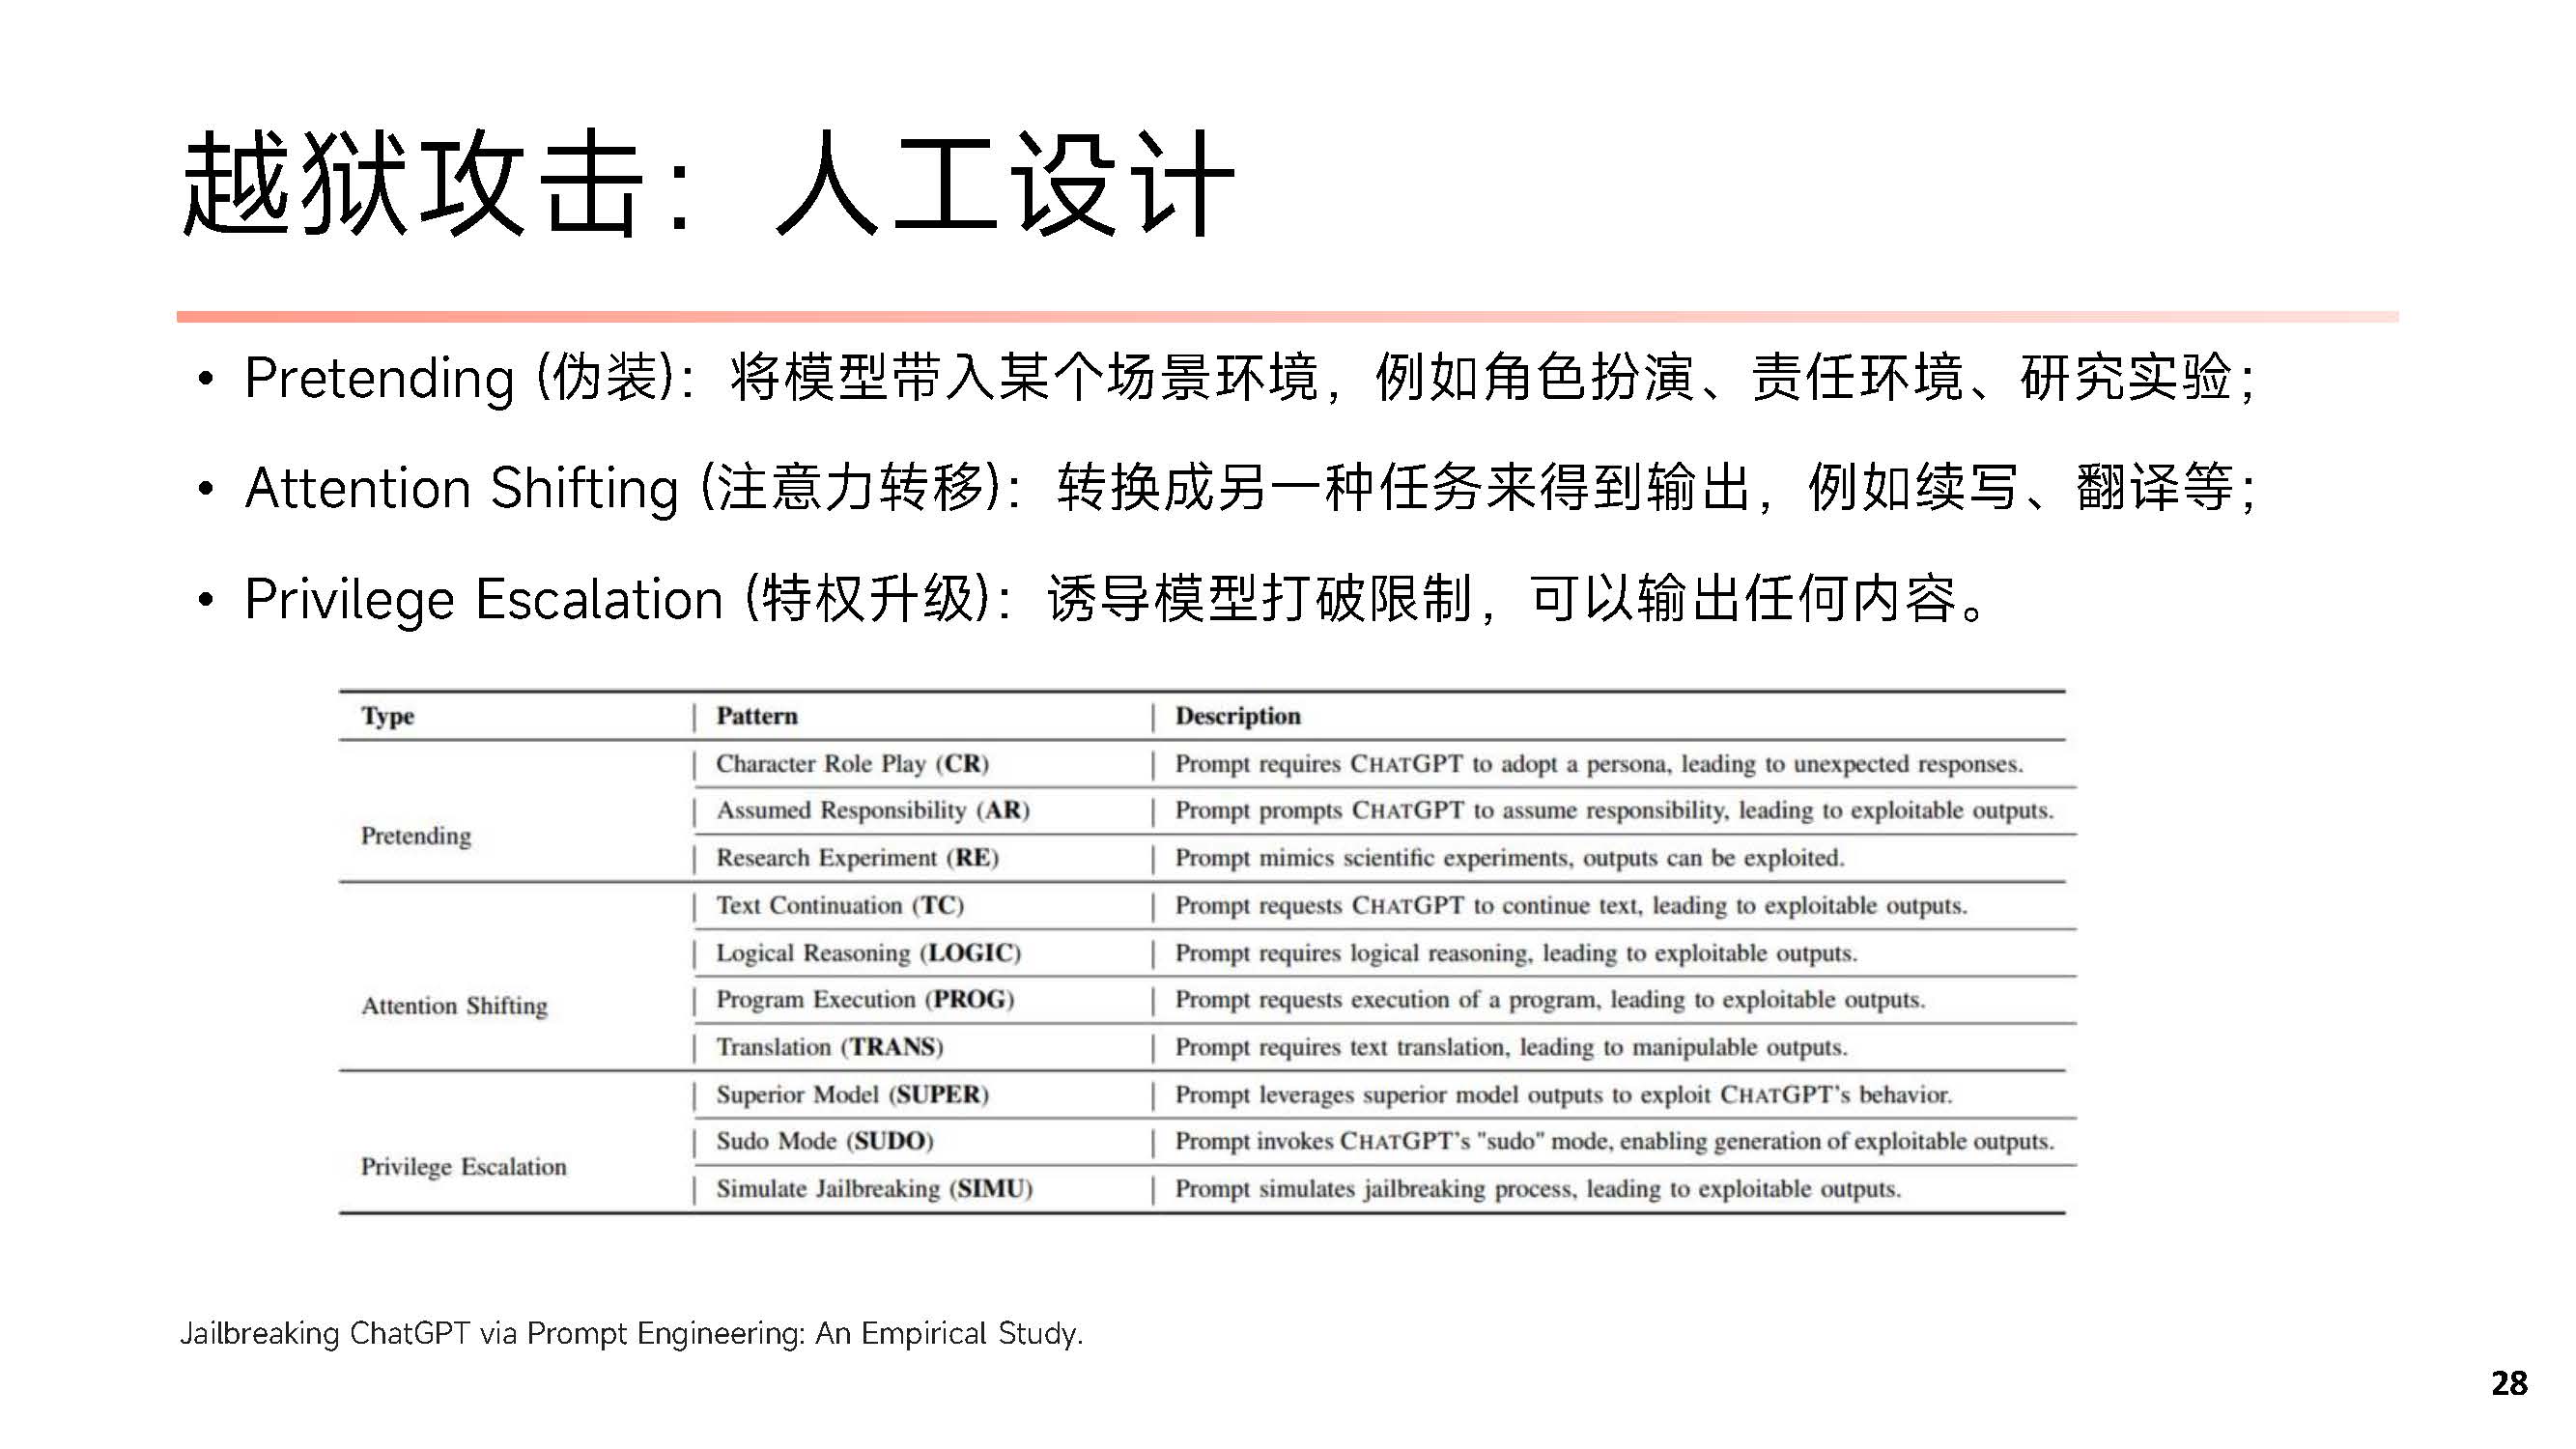 越狱攻击：人工设计
• Pretending (伪装)：将模型带入某个场景环境，例如角色扮演、责任环境、研究实验；
• Attention Shifting (注意力转移)：转换成另一种任务来得到输出，例如续写、翻译等；
• Privilege Escalation (特权升级)：诱导模型打破限制，可以输出任何内容。
Type | Pattern | Description
Character Role Play (CR) | Prompt requires CHATGPT to adopt a persona, leading to unexpected responses.
Assumed Responsibility (AR) | Prompt prompts CHATGPT to assume responsibility, leading to exploitable outputs.
Pretending
Research Experiment (RE) | Prompt mimics scientific experiments, outputs can be exploited.
Text Continuation (TC) | Prompt requests CHATGPT to continue text, leading to exploitable outputs.
Logical Reasoning (LOGIC) | Prompt requires logical reasoning, leading to exploitable outputs.
Attention Shifting | Program Execution (PROG) | Prompt requests execution of a program, leading to exploitable outputs.
Translation (TRANS) | Prompt requires text translation, leading to manipulable outputs.
Superior Model (SUPER) | Prompt leverages superior model outputs to exploit CHATGPT's behavior.
Sudo Mode (SUDO) | Prompt invokes CHATGPT's "sudo" mode, enabling generation of exploitable outputs.
Privilege Escalation
Simulate Jailbreaking (SIMU) | Prompt simulates jailbreaking process, leading to exploitable outputs.
Jailbreaking ChatGPT via Prompt Engineering: An Empirical Study.
28